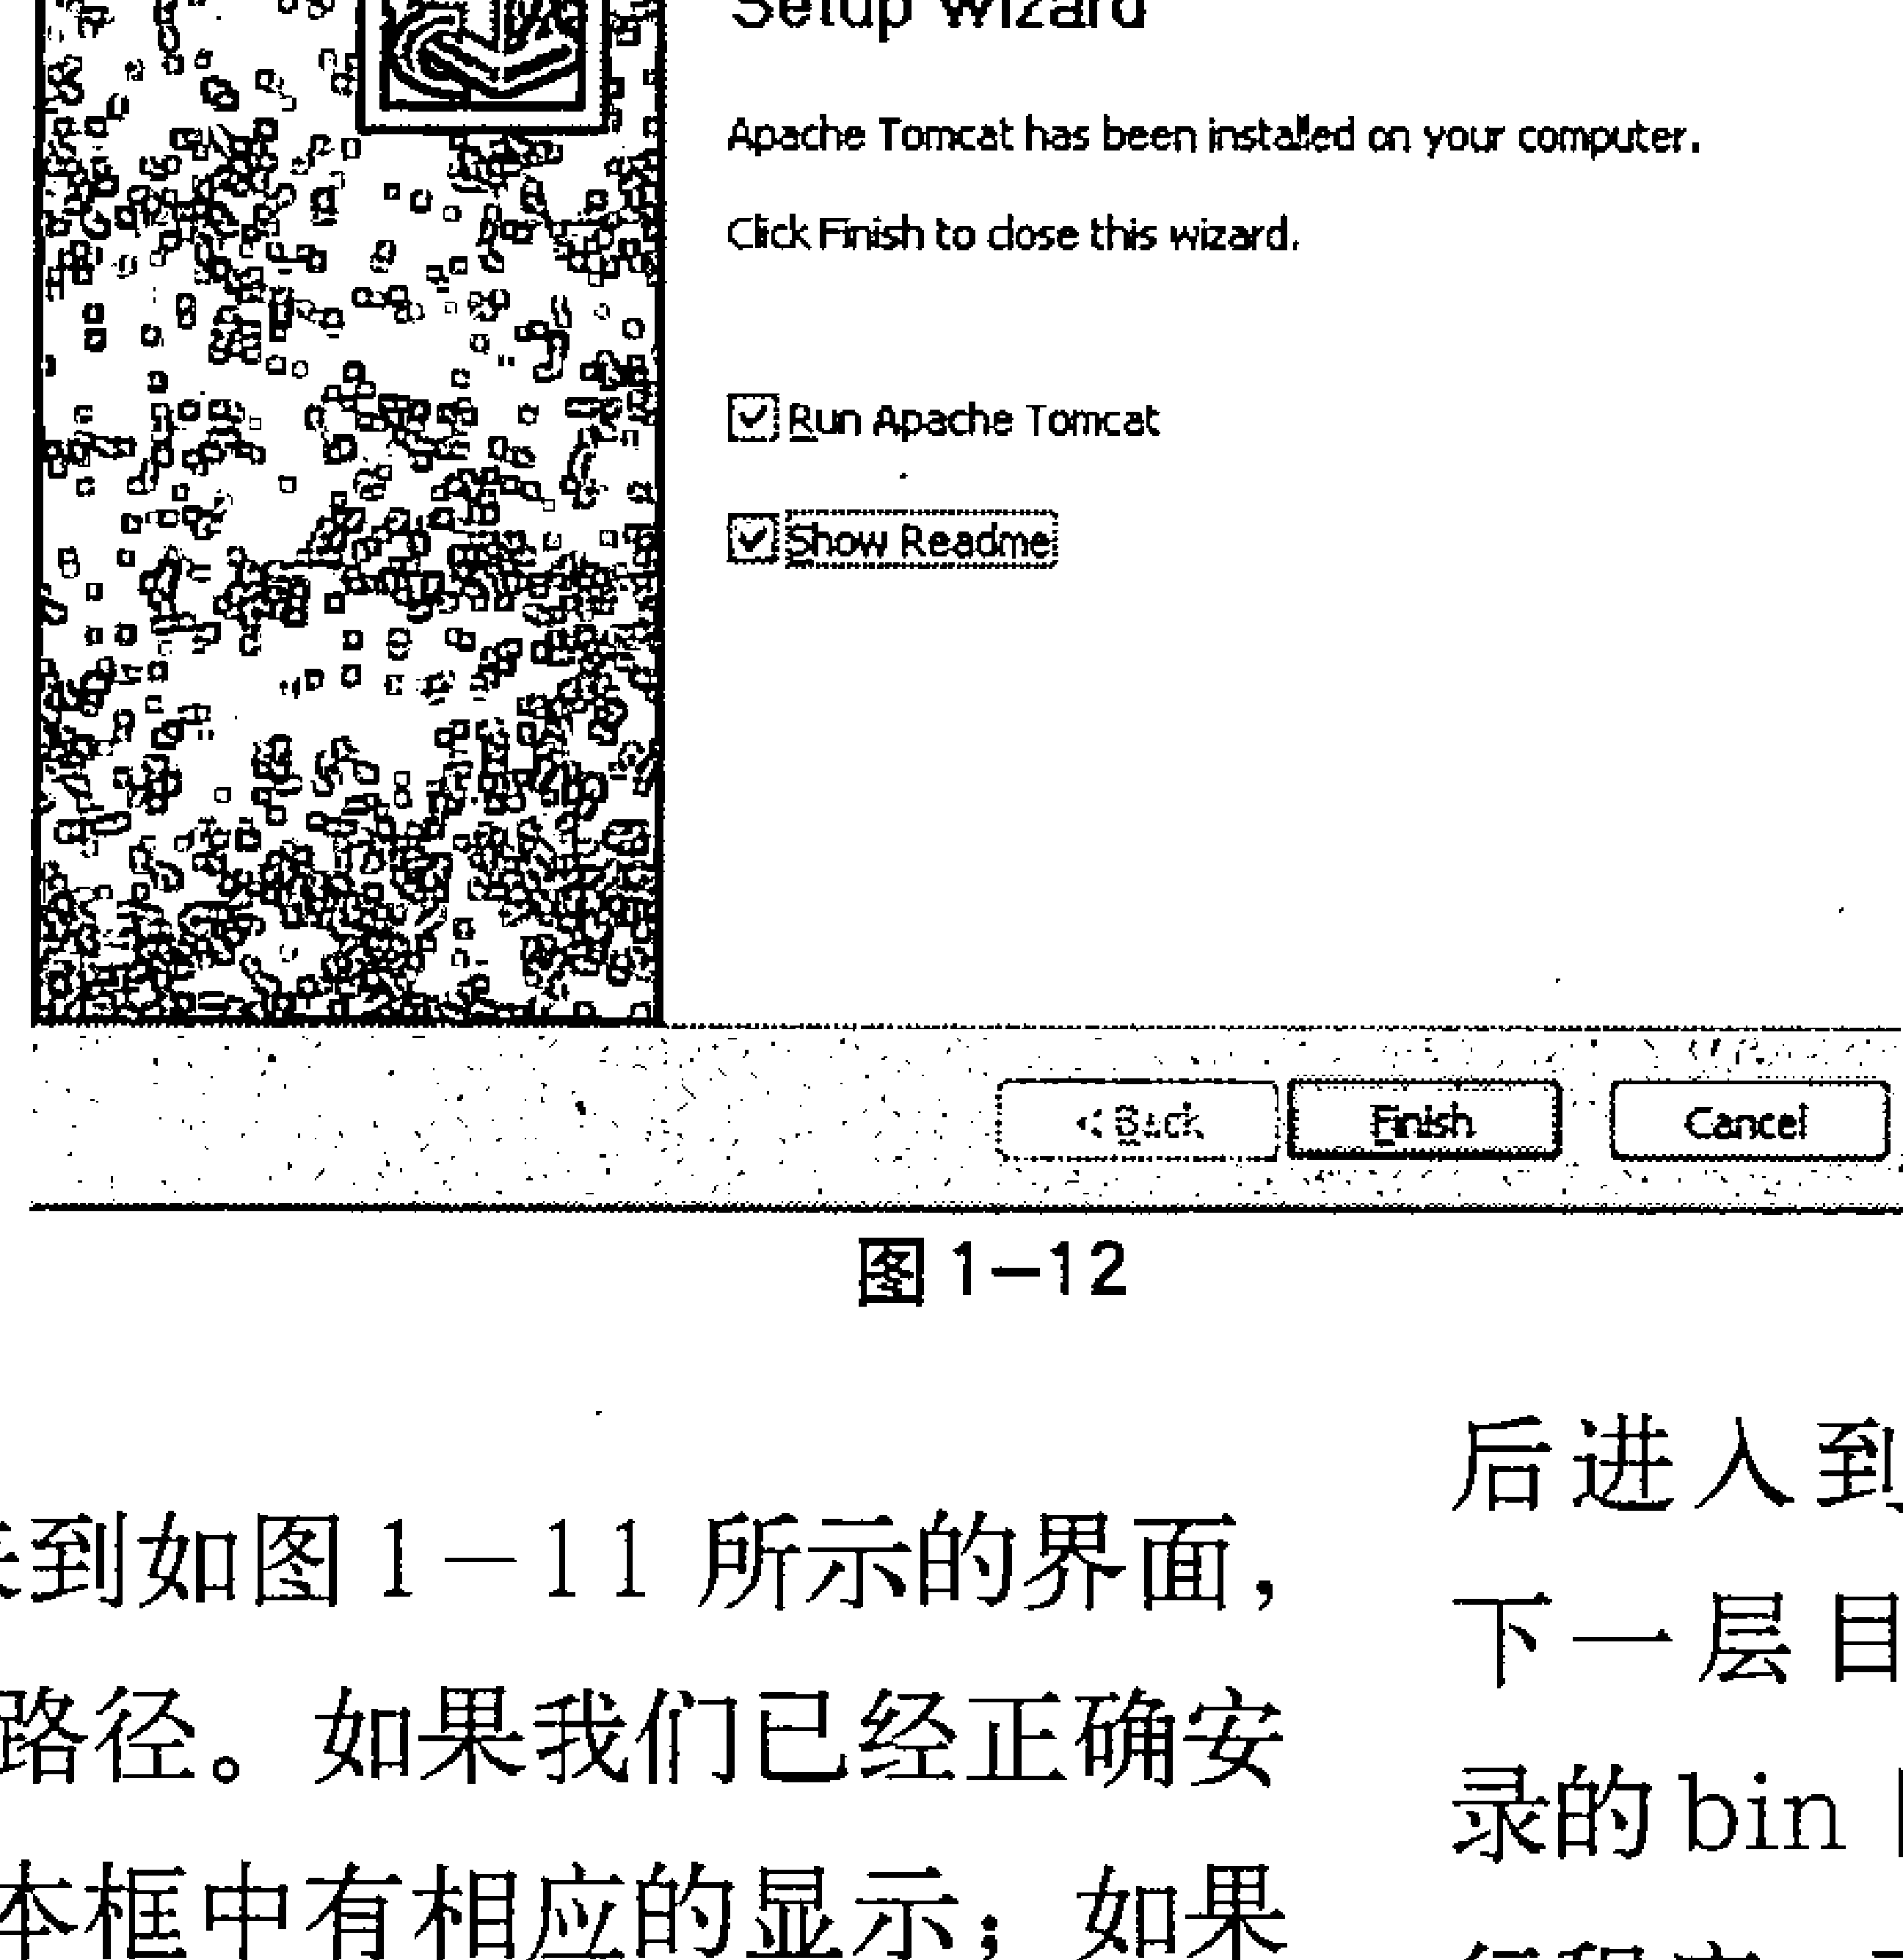 Setup Wizard
Apache Tomcat has been installed on your computer.
Click Finish to close this wizard.
Run Apache Tomcat
Show Readme
< Back
Finish
Cancel
图 1-12
到如图 1-11 所示的界面，
路径。如果我们已经正确安
本框中有相应的显示；如果
后进入到
下一层目
录的 bin